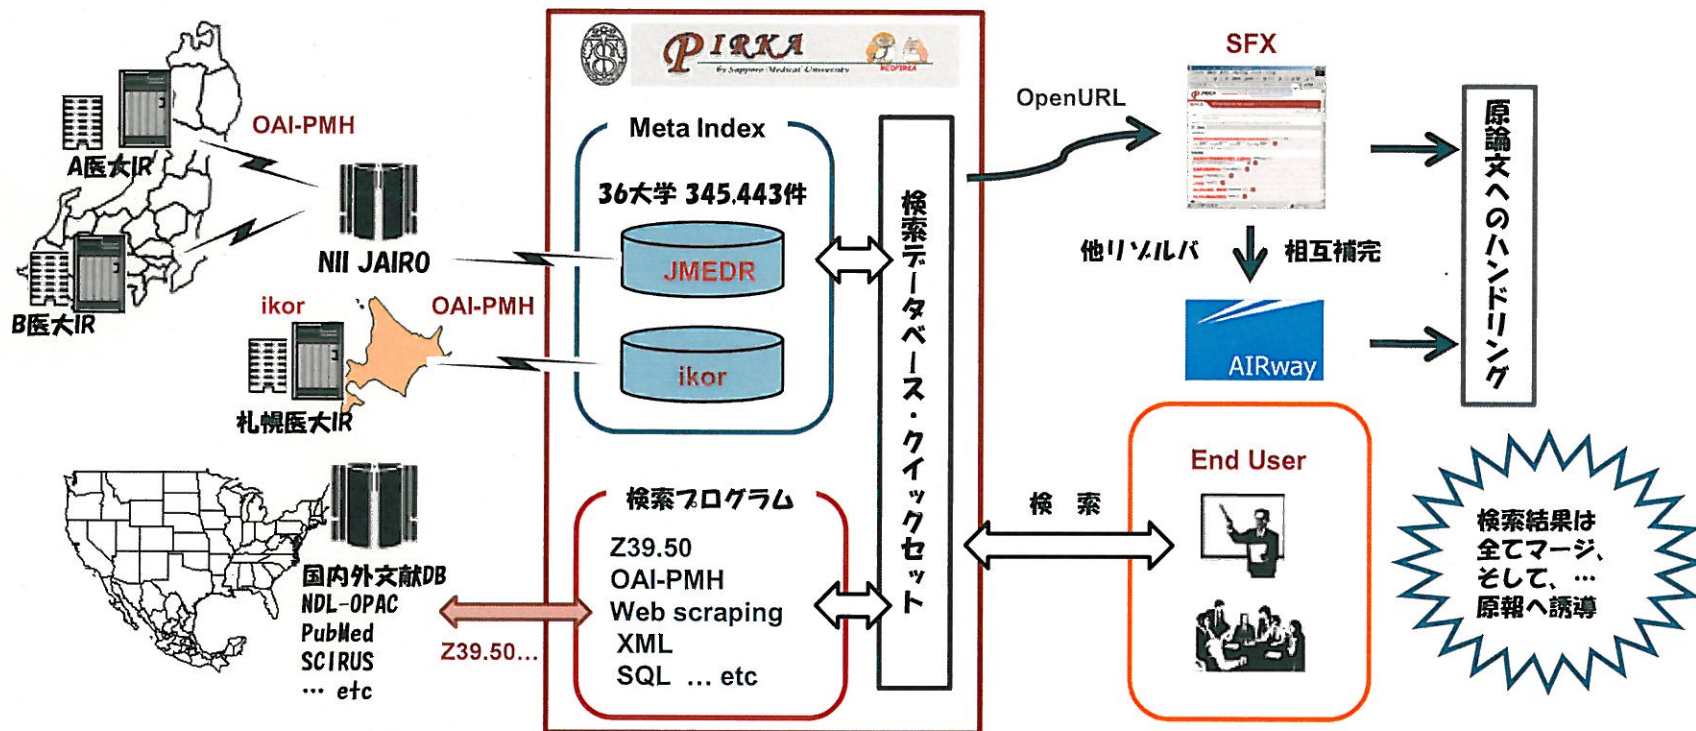 PIRKA
by Sapporo Medical University
MEDPIRKA
OAI-PMH
A医大IR
B医大IR
NII JAIRO
ikor
OAI-PMH
札幌医大IR
国内外文献DB
NDL-OPAC
PubMed
SCIRUS
… etc
Z39.50…
Meta Index
36大学 345,443件
JMEDR
ikor
検索プログラム
Z39.50
OAI-PMH
Web scraping
XML
SQL … etc
検索データベース・クイックセット
OpenURL
SFX
他リゾルバ
相互補完
AIRway
原論文へのハンドリング
検 索
End User
検索結果は
全てマージ、
そして、…
原報へ誘導